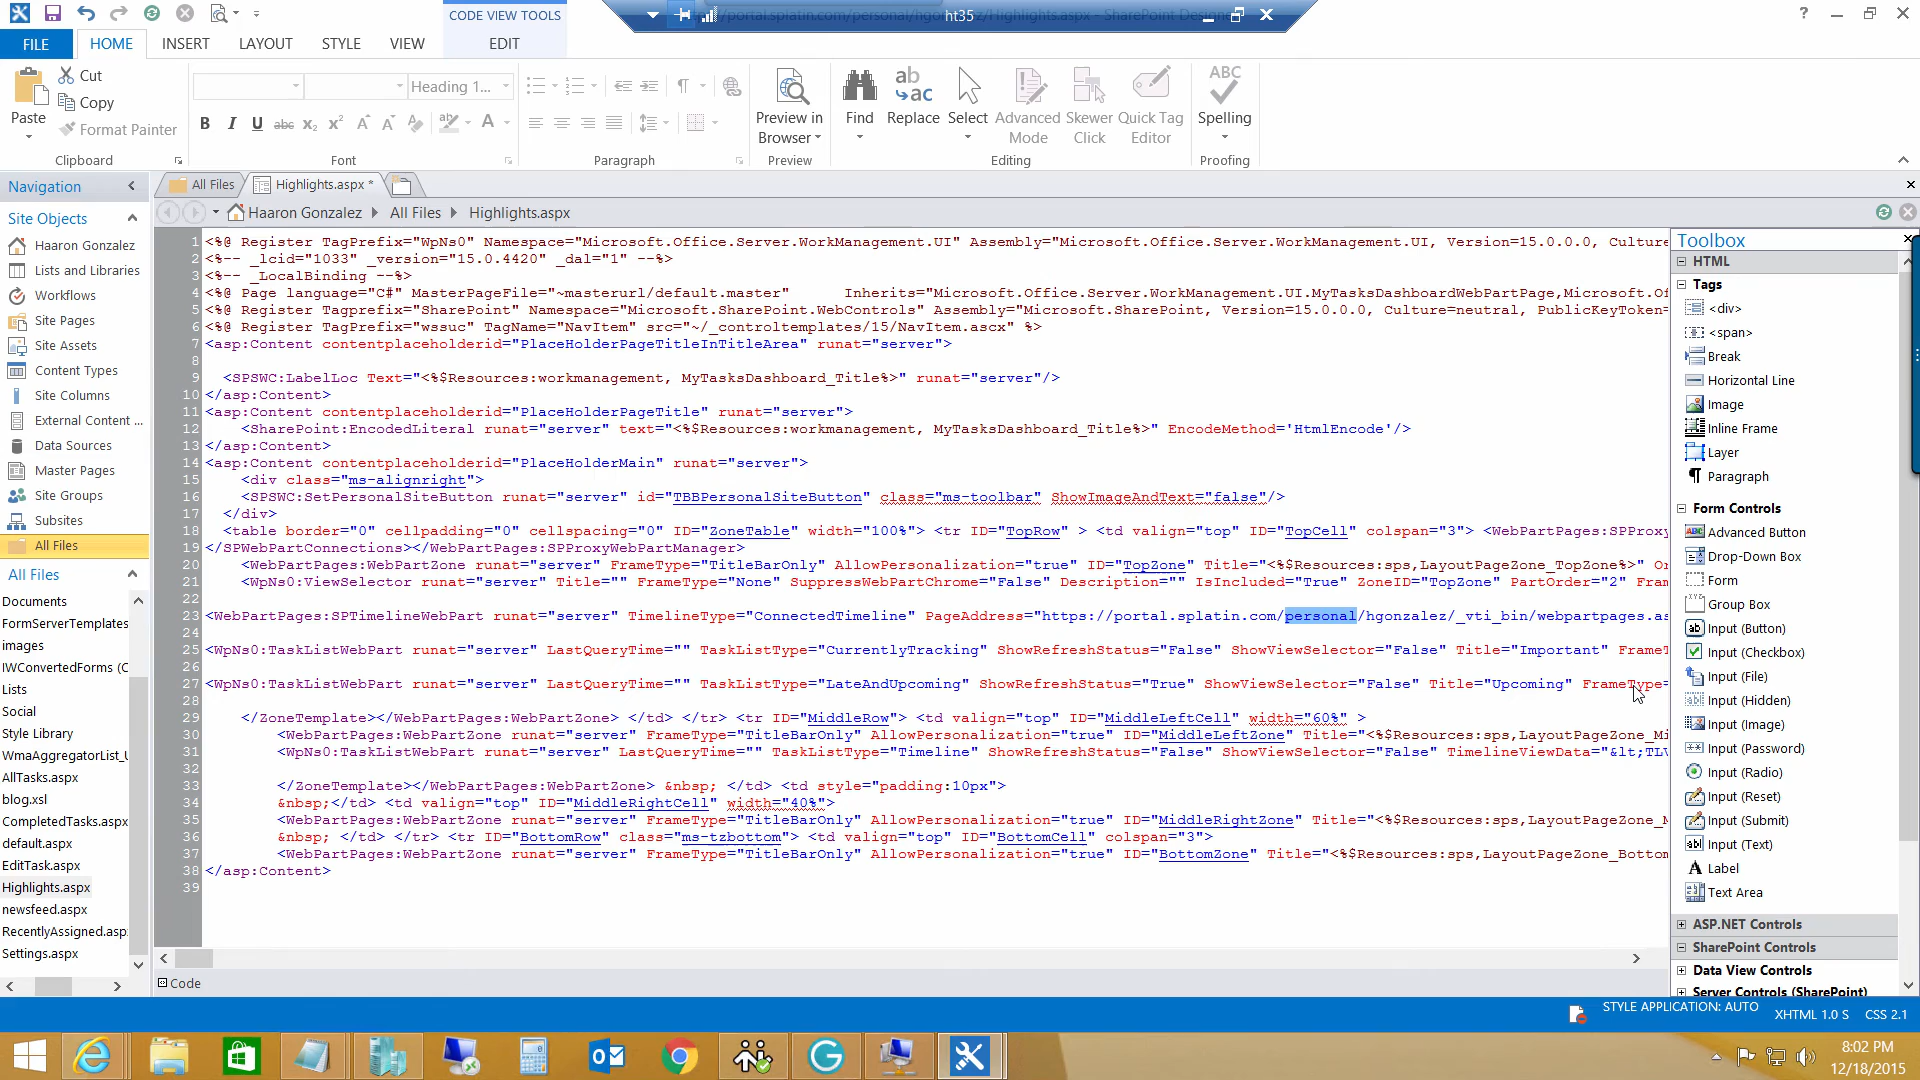 CODE VIEW TOOLS
ht35
FILE
HOME
INSERT
LAYOUT
STYLE
VIEW
EDIT
Paste
Cut
Copy
Format Painter
Clipboard
Heading 1...
Font
Paragraph
Preview in
Browser
Preview
Find
Replace
Select
Advanced
Mode
Skewer
Click
Quick Tag
Editor
Editing
ABC
Spelling
Proofing
Navigation
Site Objects
Haaron Gonzalez
Lists and Libraries
Workflows
Site Pages
Site Assets
Content Types
Site Columns
External Content ...
Data Sources
Master Pages
Site Groups
Subsites
All Files
All Files
Documents
FormServerTemplates
images
IWConvertedForms (C
Lists
Social
Style Library
WmaAggregatorList_U
AllTasks.aspx
blog.xsl
CompletedTasks.aspx
default.aspx
EditTask.aspx
Highlights.aspx
newsfeed.aspx
RecentlyAssigned.asp
Settings.aspx
All Files
Highlights.aspx *
Haaron Gonzalez
All Files
Highlights.aspx
1 <%@ Register TagPrefix="WpNs0" Namespace="Microsoft.Office.Server.WorkManagement.UI" Assembly="Microsoft.Office.Server.WorkManagement.UI, Version=15.0.0.0, Culture
2 <%-- _lcid="1033" _version="15.0.4420" _dal="1" --%>
3 <%-- _LocalBinding --%>
4 <%@ Page language="C#" MasterPageFile="~masterurl/default.master" Inherits="Microsoft.Office.Server.WorkManagement.UI.MyTasksDashboardWebPartPage,Microsoft.Of
5 <%@ Register TagPrefix="SharePoint" Namespace="Microsoft.SharePoint.WebControls" Assembly="Microsoft.SharePoint, Version=15.0.0.0, Culture=neutral, PublicKeyToken=
6 <%@ Register TagPrefix="wssuc" TagName="NavItem" src="~/_controltemplates/15/NavItem.ascx" %>
7 <asp:Content contentplaceholderid="PlaceHolderPageTitleInTitleArea" runat="server">
8
9 <SPSWC:LabelLoc Text="<%$Resources:workmanagement, MyTasksDashboard_Title%>" runat="server"/>
10 </asp:Content>
11 <asp:Content contentplaceholderid="PlaceHolderPageTitle" runat="server">
12 <SharePoint:EncodedLiteral runat="server" text="<%$Resources:workmanagement, MyTasksDashboard_Title%>" EncodeMethod='HtmlEncode'/>
13 </asp:Content>
14 <asp:Content contentplaceholderid="PlaceHolderMain" runat="server">
15 <div class="ms-alignright">
16 <SPSWC:SetPersonalSiteButton runat="server" id="TBBPersonalSiteButton" class="ms-toolbar" ShowImageAndText="false"/>
17 </div>
18 <table border="0" cellpadding="0" cellspacing="0" ID="ZoneTable" width="100%"> <tr ID="TopRow" > <td valign="top" ID="TopCell" colspan="3"> <WebPartPages:SPProxy
19 </SPWebPartConnections></WebPartPages:SPProxyWebPartManager>
20 <WebPartPages:WebPartZone runat="server" FrameType="TitleBarOnly" AllowPersonalization="true" ID="TopZone" Title="<%$Resources:sps,LayoutPageZone_TopZone%>" Or
21 <WpNs0:ViewSelector runat="server" Title="" FrameType="None" SuppressWebPartChrome="False" Description="" IsIncluded="True" ZoneID="TopZone" PartOrder="2" Fram
22
23 <WebPartPages:SPTimelineWebPart runat="server" TimelineType="ConnectedTimeline" PageAddress="https://portal.splatin.com/personal/hgonzalez/_vti_bin/webpartpages.as
24
25 <WpNs0:TaskListWebPart runat="server" LastQueryTime="" TaskListType="CurrentlyTracking" ShowRefreshStatus="False" ShowViewSelector="False" Title="Important" FrameT
26
27 <WpNs0:TaskListWebPart runat="server" LastQueryTime="" TaskListType="LateAndUpcoming" ShowRefreshStatus="True" ShowViewSelector="False" Title="Upcoming" FrameType=
28
29 </ZoneTemplate></WebPartPages:WebPartZone> </td> </tr> <tr ID="MiddleRow"> <td valign="top" ID="MiddleLeftCell" width="60%" >
30 <WebPartPages:WebPartZone runat="server" FrameType="TitleBarOnly" AllowPersonalization="true" ID="MiddleLeftZone" Title="<%$Resources:sps,LayoutPageZone_Mi
31 <WpNs0:TaskListWebPart runat="server" LastQueryTime="" TaskListType="Timeline" ShowRefreshStatus="False" ShowViewSelector="False" TimelineViewData="&lt;TLV
32
33 </ZoneTemplate></WebPartPages:WebPartZone> &nbsp; </td> <td style="padding:10px">
34 &nbsp;</td> <td valign="top" ID="MiddleRightCell" width="40%">
35 <WebPartPages:WebPartZone runat="server" FrameType="TitleBarOnly" AllowPersonalization="true" ID="MiddleRightZone" Title="<%$Resources:sps,LayoutPageZone_M
36 &nbsp; </td> </tr> <tr ID="BottomRow" class="ms-tzbottom"> <td valign="top" ID="BottomCell" colspan="3">
37 <WebPartPages:WebPartZone runat="server" FrameType="TitleBarOnly" AllowPersonalization="true" ID="BottomZone" Title="<%$Resources:sps,LayoutPageZone_Bottom
38 </asp:Content>
39
Code
Toolbox
HTML
Tags
<div>
<span>
Break
Horizontal Line
Image
Inline Frame
Layer
Paragraph
Form Controls
Advanced Button
Drop-Down Box
Form
Group Box
Input (Button)
Input (Checkbox)
Input (File)
Input (Hidden)
Input (Image)
Input (Password)
Input (Radio)
Input (Reset)
Input (Submit)
Input (Text)
Label
Text Area
ASP.NET Controls
SharePoint Controls
Data View Controls
Server Controls (SharePoint)
STYLE APPLICATION: AUTO
XHTML 1.0 S
CSS 2.1
8:02 PM
12/18/2015